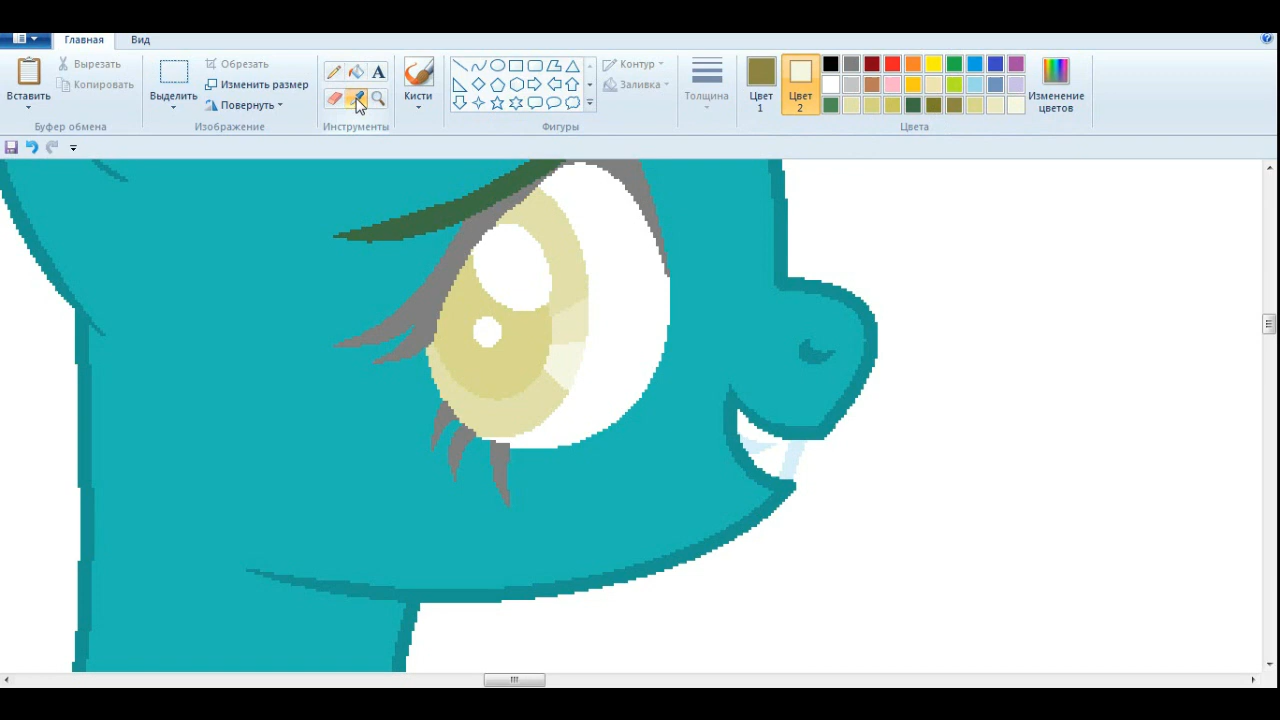 Главная Вид
Вставить
Вырезать
Копировать
Буфер обмена
Выделить
Обрезать
Изменить размер
Повернуть
Изображение
A
Инструменты
Кисти
Контур
Заливка
Фигуры
Толщина
Цвет 1
Цвет 2
Изменение цветов
Цвета